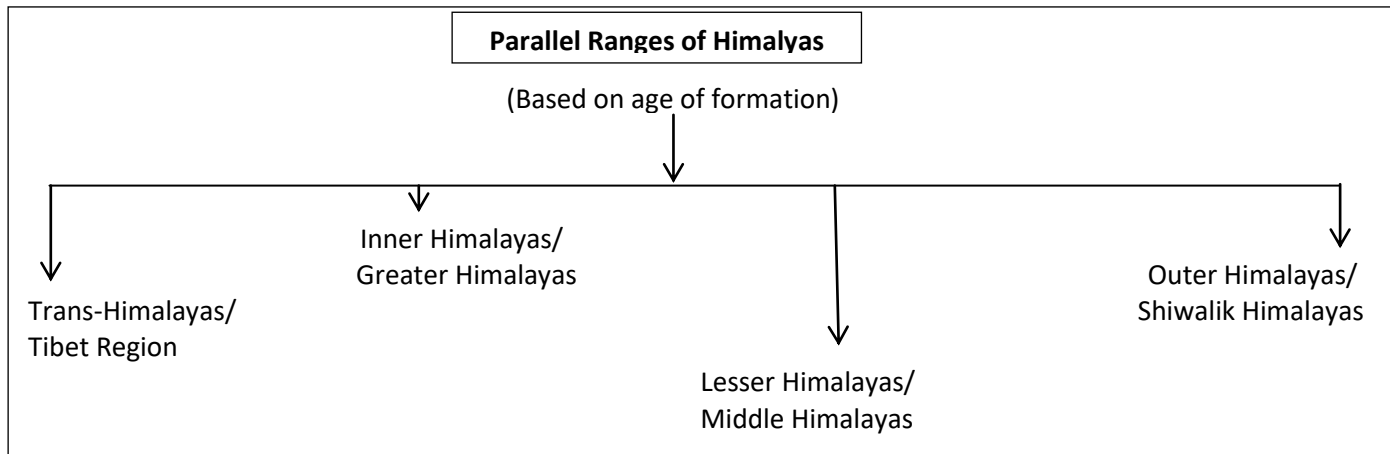 Parallel Ranges of Himalyas
(Based on age of formation)
Trans-Himalayas/
Tibet Region
Inner Himalayas/
Greater Himalayas
Lesser Himalayas/
Middle Himalayas
Outer Himalayas/
Shiwalik Himalayas